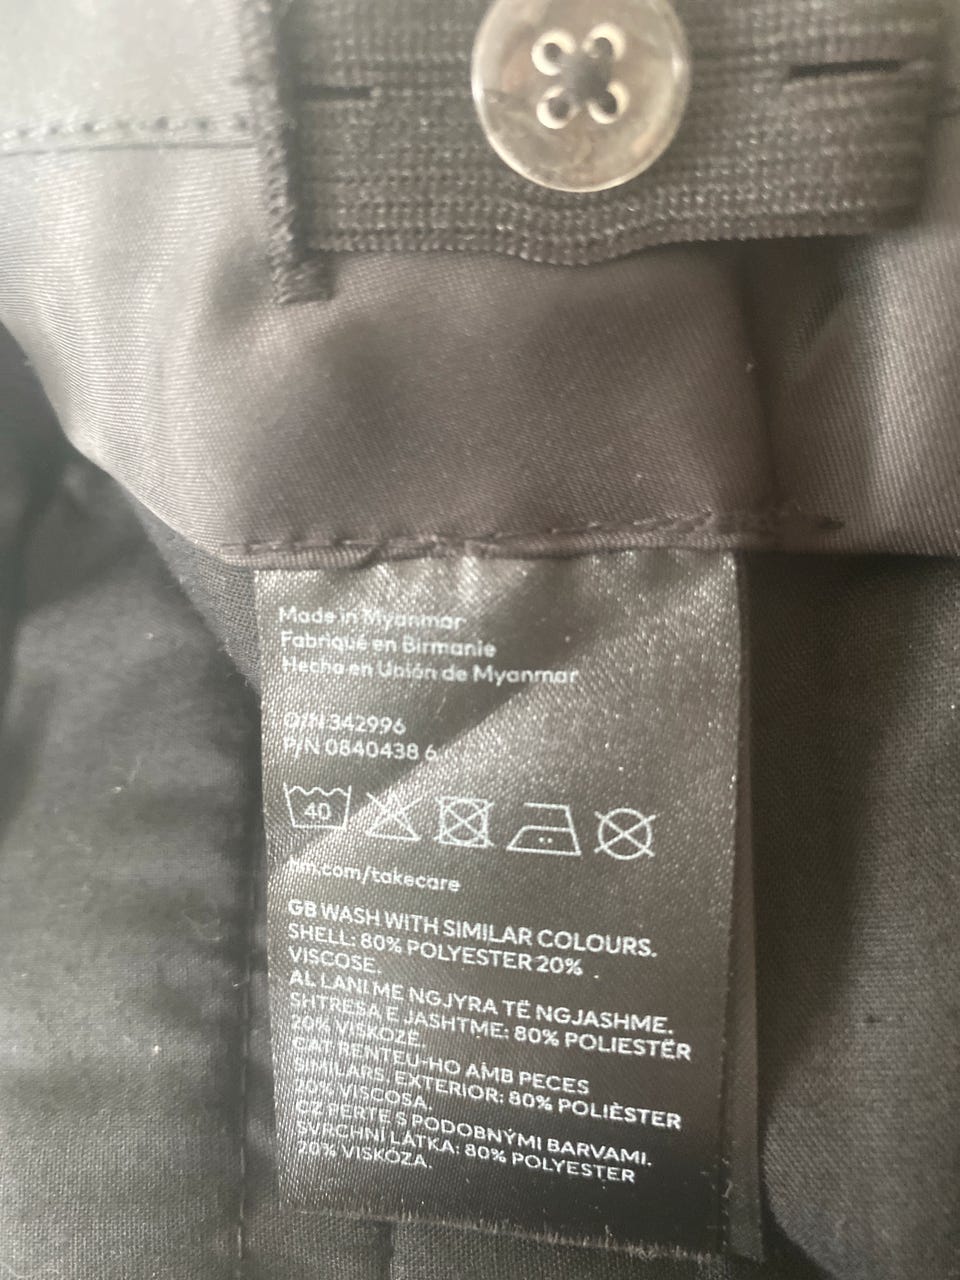 Made in Myanmar
Fabriqué en Birmanie
Hecho en Unión de Myanmar
O/N 342996
P/N 0840438 6
40
hm.com/takecare
GB WASH WITH SIMILAR COLOURS.
SHELL: 80% POLYESTER 20%
VISCOSE.
AL LANI ME NGJYRA TË NGJASHME.
SHTRESA E JASHTME: 80% POLIESTËR
20% VISKOZË.
CAT RENTEU-HO AMB PECES
SIMILARS. EXTERIOR: 80% POLIÈSTER
20% VISCOSA.
CZ PERTE S PODOBNÝMI BARVAMI.
SVRCHNÍ LÁTKA: 80% POLYESTER
20% VISKÓZA.